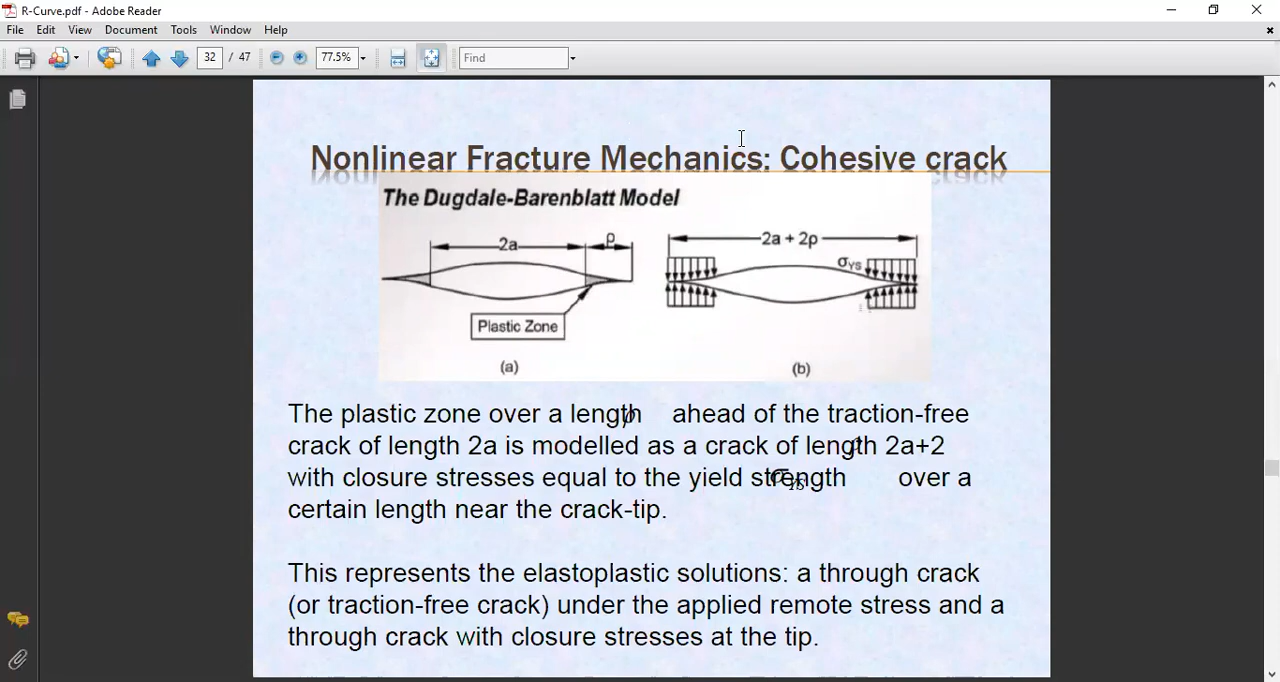 R-Curve.pdf - Adobe Reader
File Edit View Document Tools Window Help
32 / 47 77.5% Find
Nonlinear Fracture Mechanics: Cohesive crack
The Dugdale-Barenblatt Model
2a ρ 2a + 2ρ
σYS
Plastic Zone
(a) (b)
The plastic zone over a length ρ ahead of the traction-free
crack of length 2a is modelled as a crack of length 2a+2 ρ
with closure stresses equal to the yield strength σYS over a
certain length near the crack-tip.
This represents the elastoplastic solutions: a through crack
(or traction-free crack) under the applied remote stress and a
through crack with closure stresses at the tip.